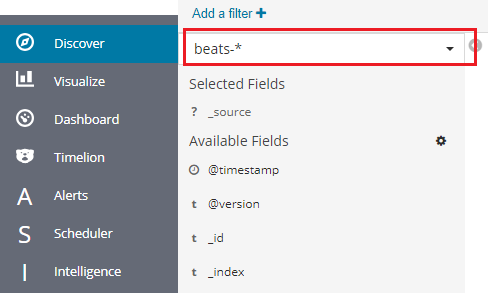 Add a filter +
Discover
beats-*
Visualize
Selected Fields
? _source
Dashboard
Available Fields
Timelion
@timestamp
A Alerts
t @version
S Scheduler
t _id
I Intelligence
t _index